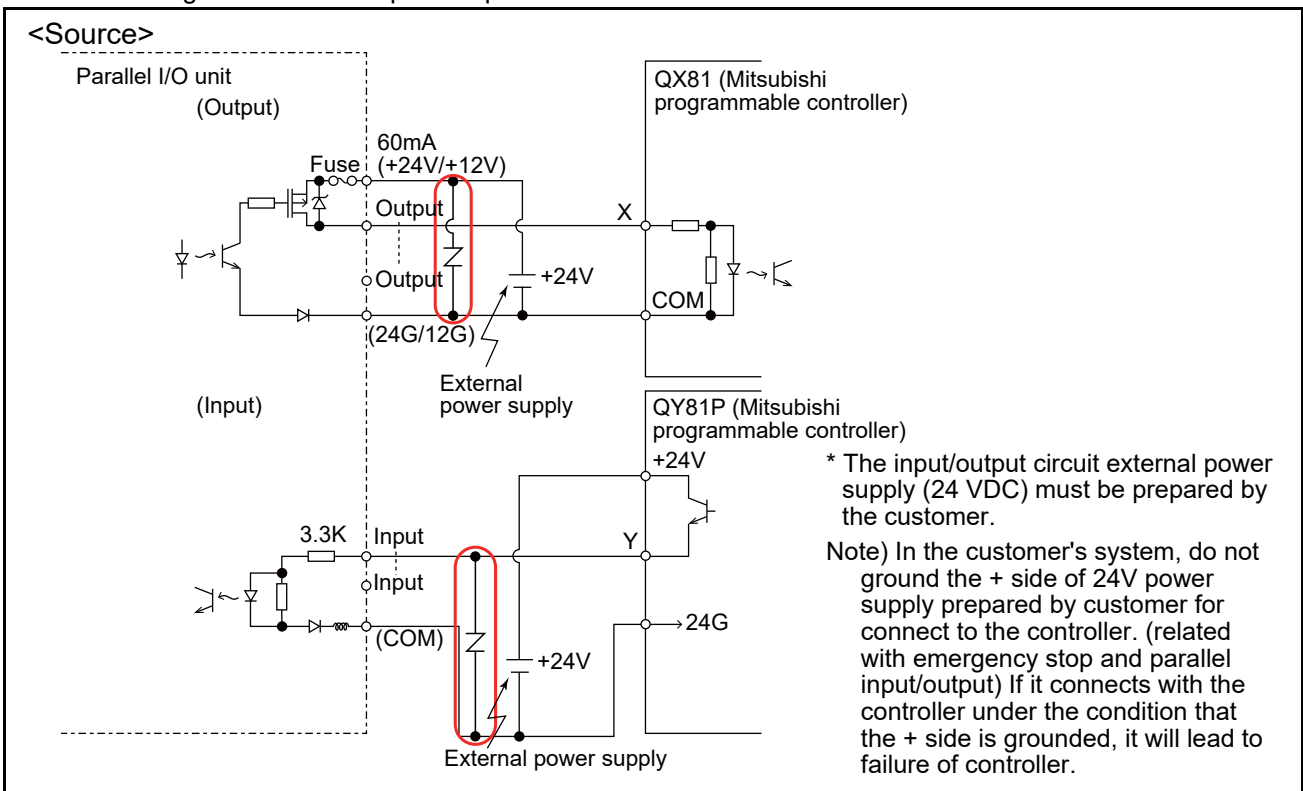 <Source>
Parallel I/O unit
(Output)
QX81 (Mitsubishi
programmable controller)
60mA
Fuse
(+24V/+12V)
Output
X
Output
+24V
COM
(24G/12G)
External
power supply
(Input)
QY81P (Mitsubishi
programmable controller)
+24V
* The input/output circuit external power
supply (24 VDC) must be prepared by
the customer.
3.3K
Input
Y
Input
(COM)
24G
+24V
External power supply
Note) In the customer's system, do not
ground the + side of 24V power
supply prepared by customer for
connect to the controller. (related
with emergency stop and parallel
input/output) If it connects with the
controller under the condition that
the + side is grounded, it will lead to
failure of controller.